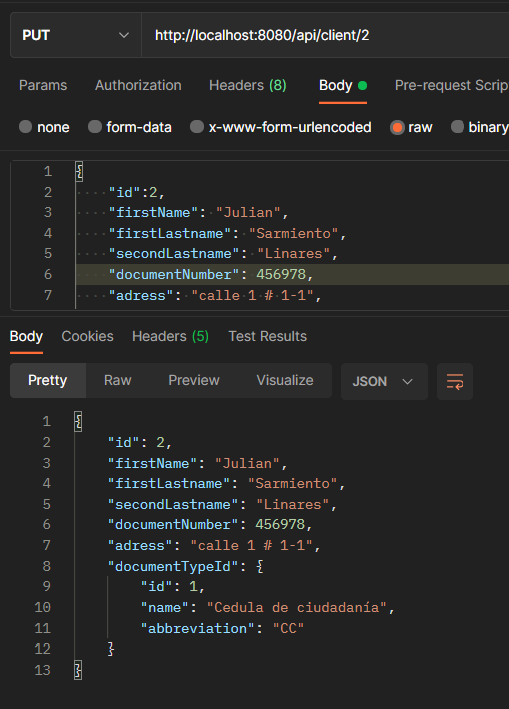 PUT http://localhost:8080/api/client/2
Params Authorization Headers (8) Body Pre-request Scrip
none form-data x-www-form-urlencoded raw binary
1 {
2 "id":2,
3 "firstName": "Julian",
4 "firstLastname": "Sarmiento",
5 "secondLastname": "Linares",
6 "documentNumber": 456978,
7 "adress": "calle 1 # 1-1",
Body Cookies Headers (5) Test Results
Pretty Raw Preview Visualize JSON
1 {
2 "id": 2,
3 "firstName": "Julian",
4 "firstLastname": "Sarmiento",
5 "secondLastname": "Linares",
6 "documentNumber": 456978,
7 "adress": "calle 1 # 1-1",
8 "documentTypeId": {
9 "id": 1,
10 "name": "Cedula de ciudadanía",
11 "abbreviation": "CC"
12 }
13 }